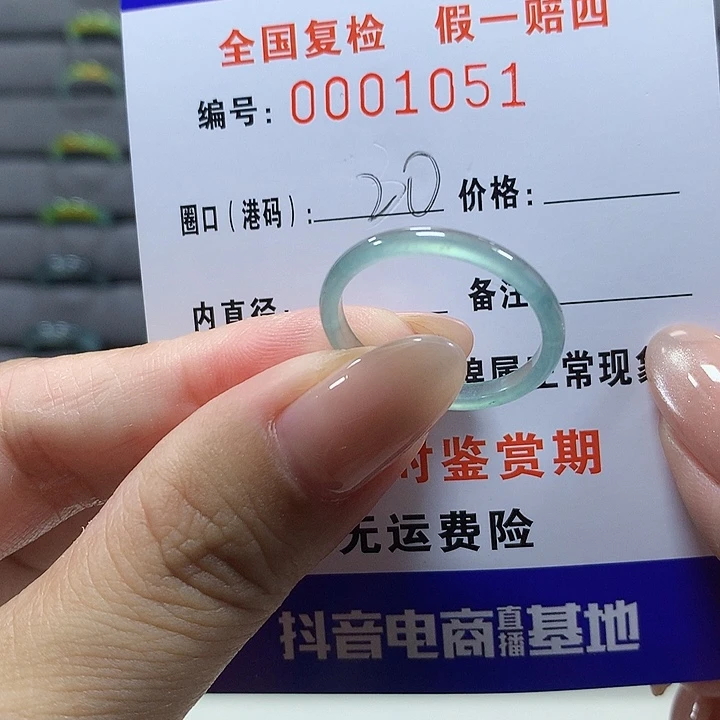 全国复检 假一赔四
编号: 0001051
圈口(港码): 20 价格:
内直径: 备注
正常现象
时鉴赏期
无运费险
抖音电商直播基地